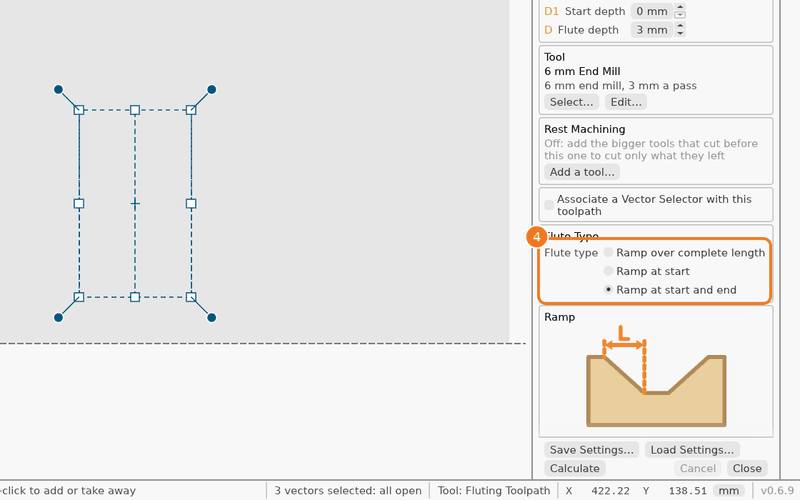 D1 Start depth 0 mm
D Flute depth 3 mm
Tool
6 mm End Mill
6 mm end mill, 3 mm a pass
Select... Edit...
Rest Machining
Off: add the bigger tools that cut before
this one to cut only what they left
Add a tool...
Associate a Vector Selector with this
toolpath
4 Flute Type
Flute type Ramp over complete length
Ramp at start
Ramp at start and end
Ramp
L
Save Settings... Load Settings...
Calculate Cancel Close
-click to add or take away 3 vectors selected: all open Tool: Fluting Toolpath X 422.22 Y 138.51 mm v0.6.9